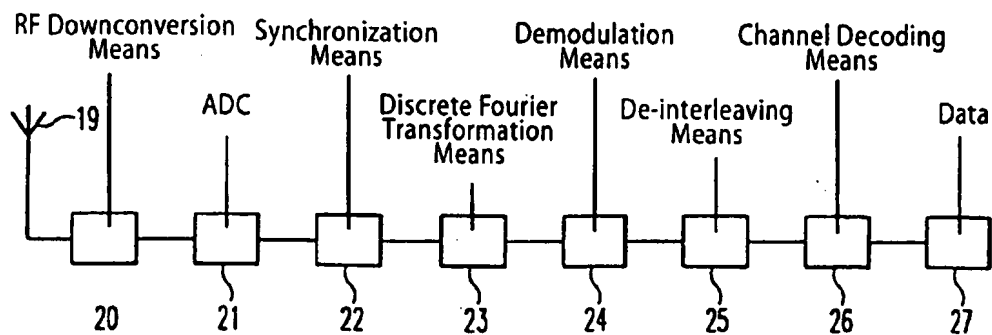 RF Downconversion
Means
Synchronization
Means
Demodulation
Means
Channel Decoding
Means
19
ADC
Discrete Fourier
Transformation
Means
De-interleaving
Means
Data
20
21
22
23
24
25
26
27